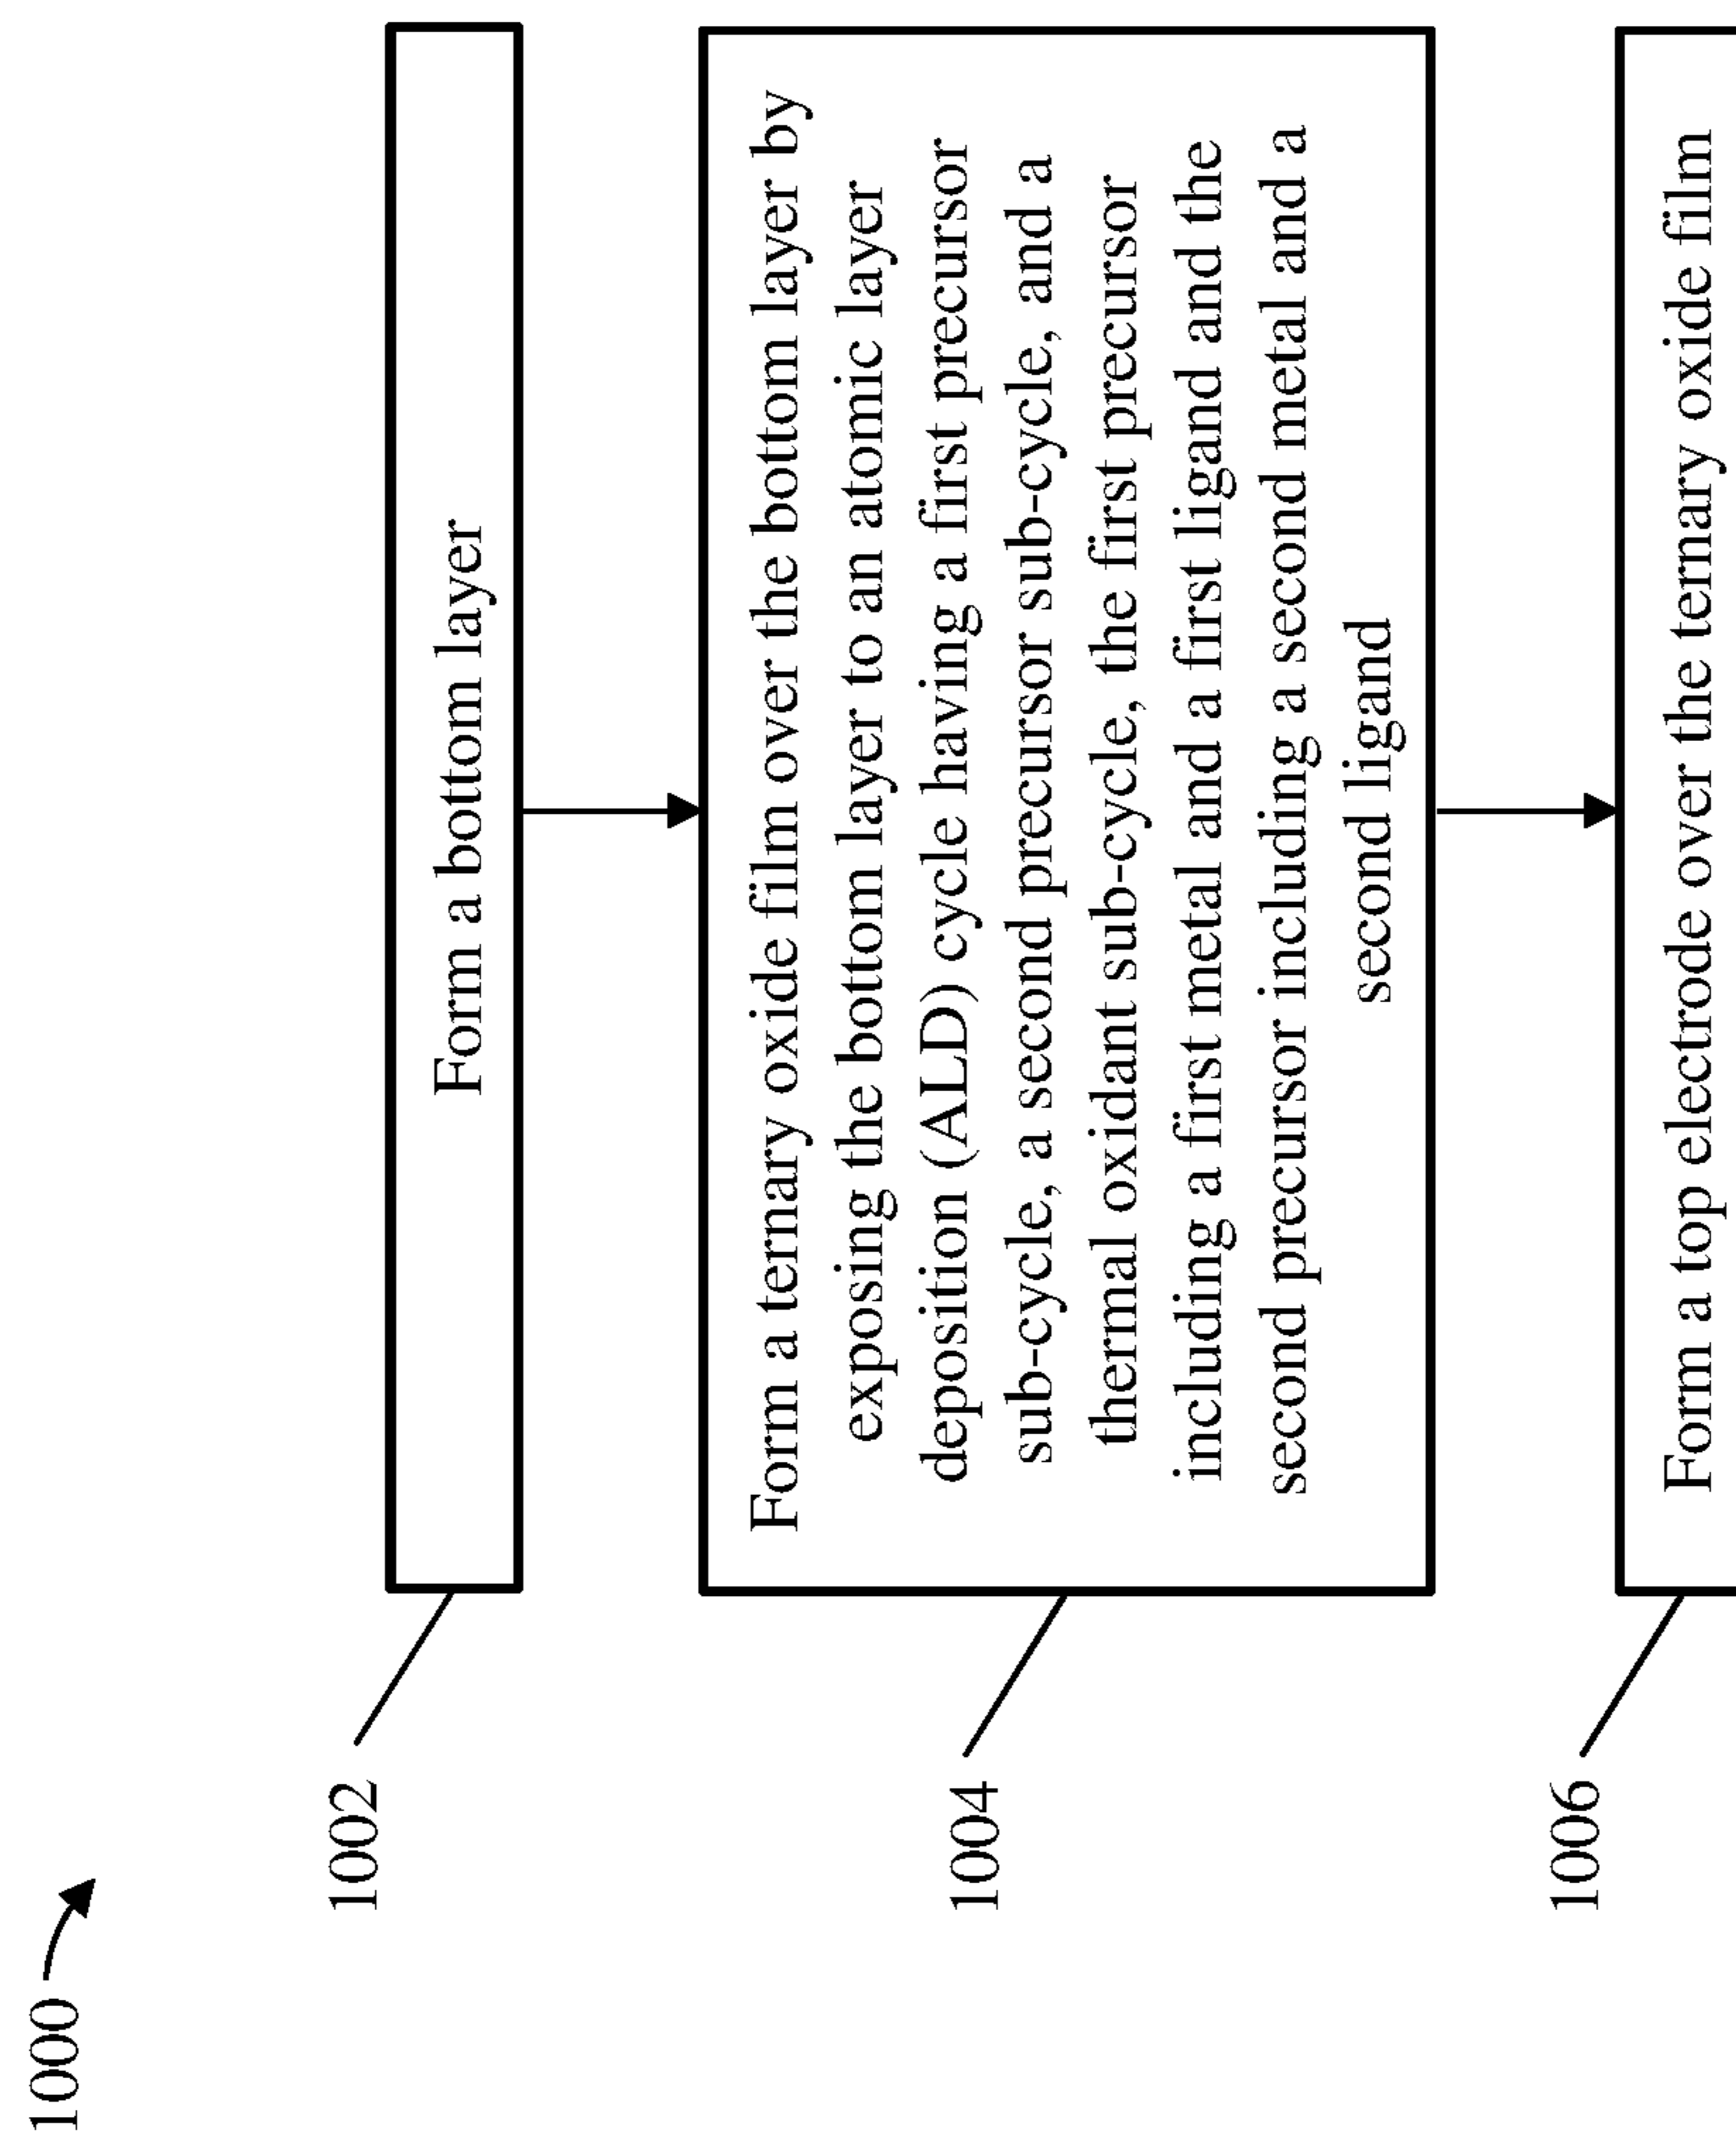 1000
1002
Form a bottom layer
1004
Form a ternary oxide film over the bottom layer by
exposing the bottom layer to an atomic layer
deposition (ALD) cycle having a first precursor
sub-cycle, a second precursor sub-cycle, and a
thermal oxidant sub-cycle, the first precursor
including a first metal and a first ligand and the
second precursor including a second metal and a
second ligand
1006
Form a top electrode over the ternary oxide film